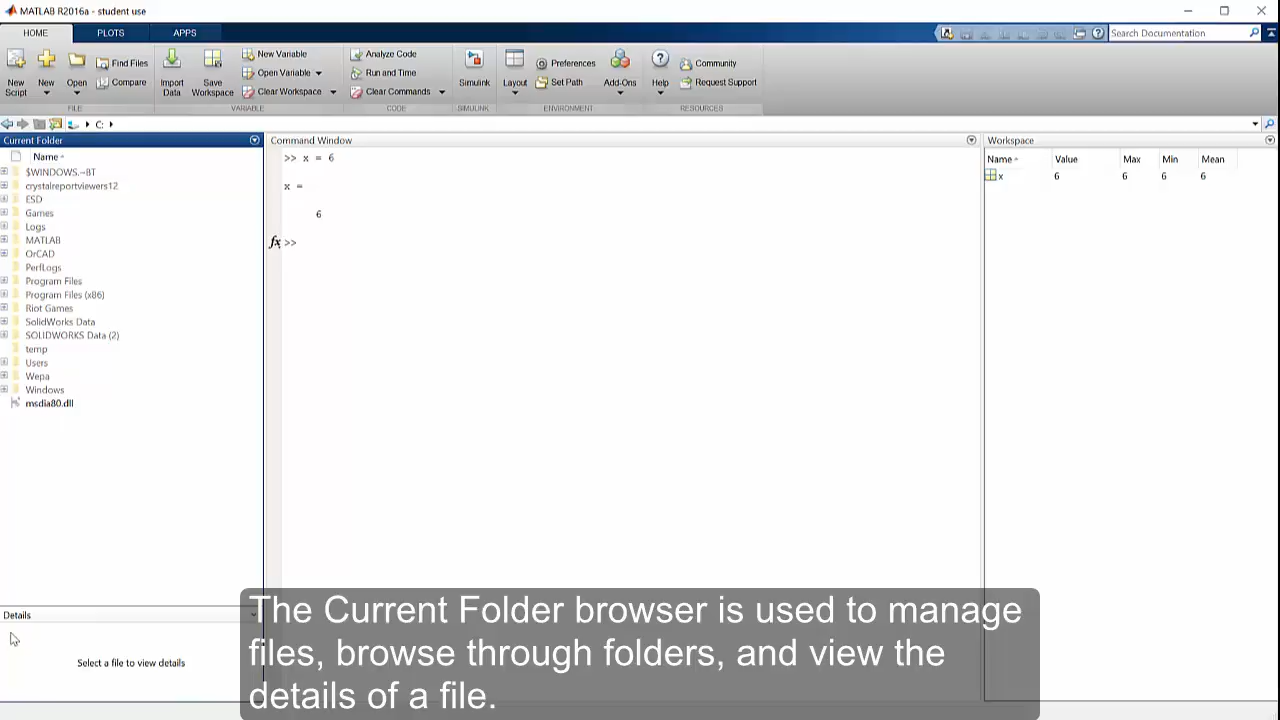 MATLAB R2016a - student use
HOME PLOTS APPS
Search Documentation
New Script
New
Open
Find Files
Compare
Import Data
Save Workspace
New Variable
Open Variable
Clear Workspace
Analyze Code
Run and Time
Clear Commands
Simulink
Layout
Preferences
Set Path
Add-Ons
Help
Community
Request Support
FILE VARIABLE CODE SIMULINK ENVIRONMENT RESOURCES
C:
Current Folder
Name
$WINDOWS.~BT
crystalreportviewers12
ESD
Games
Logs
MATLAB
OrCAD
PerfLogs
Program Files
Program Files (x86)
Riot Games
SolidWorks Data
SOLIDWORKS Data (2)
temp
Users
Wepa
Windows
msdia80.dll
Details
Select a file to view details
Command Window
>> x = 6
x =
6
fx >>
Workspace
Name Value Max Min Mean
x 6 6 6 6
The Current Folder browser is used to manage
files, browse through folders, and view the
details of a file.